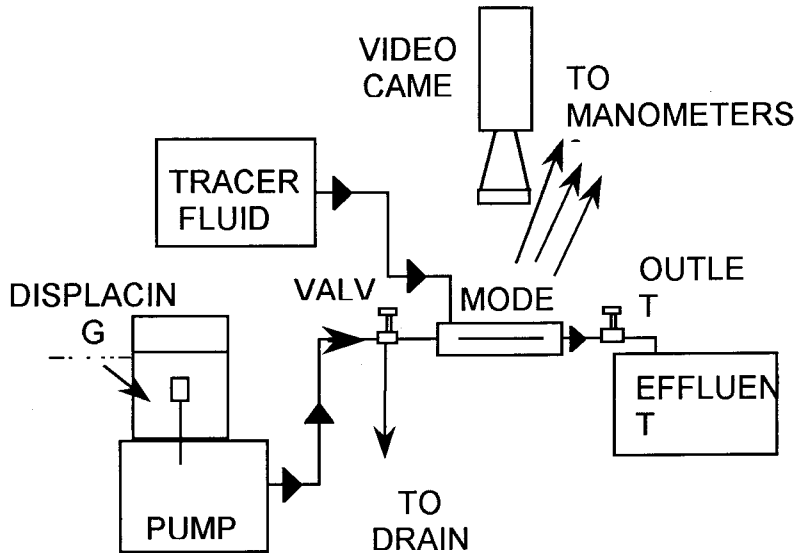 VIDEO
CAME
TO
MANOMETERS
TRACER
FLUID
DISPLACIN
G
VALV
MODE
OUTLE
T
EFFLUEN
T
PUMP
TO
DRAIN